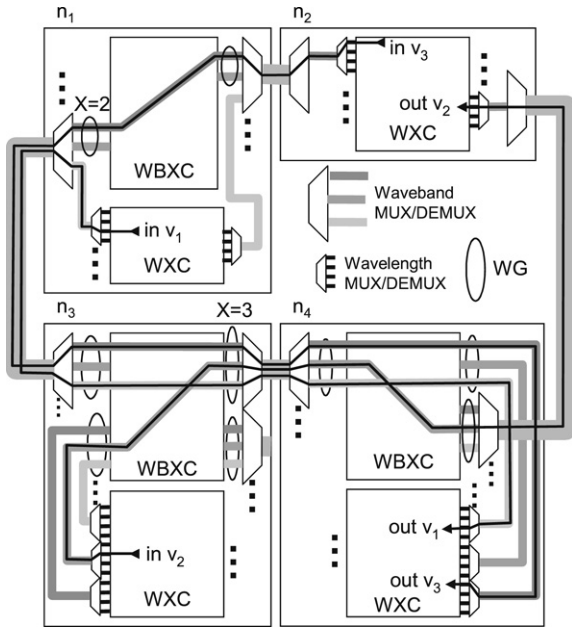 n1
n2
in v3
X=2
out v2
WXC
WBXC
Waveband
MUX/DEMUX
in v1
WXC
Wavelength
MUX/DEMUX
WG
n3
X=3
n4
WBXC
WBXC
out v1
in v2
out v3
WXC
WXC